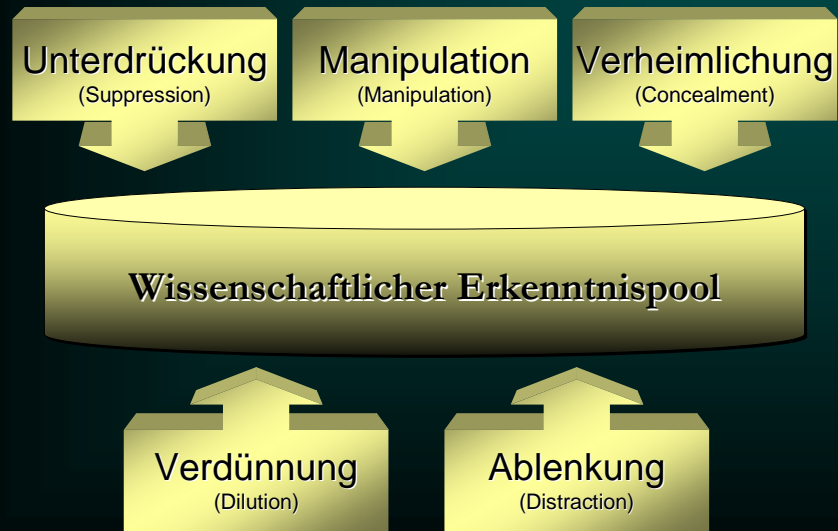 Unterdrückung
(Suppression)
Manipulation
(Manipulation)
Verheimlichung
(Concealment)
Wissenschaftlicher Erkenntnispool
Verdünnung
(Dilution)
Ablenkung
(Distraction)